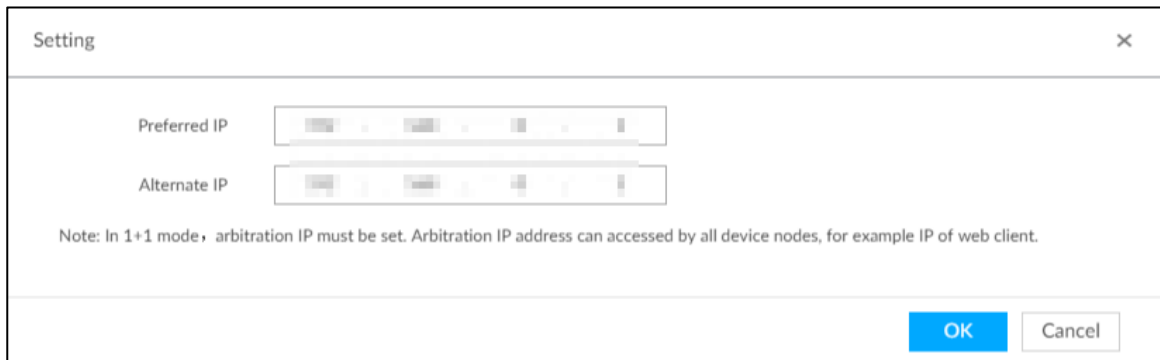 Setting
Preferred IP
Alternate IP
Note: In 1+1 mode，arbitration IP must be set. Arbitration IP address can accessed by all device nodes, for example IP of web client.
OK
Cancel